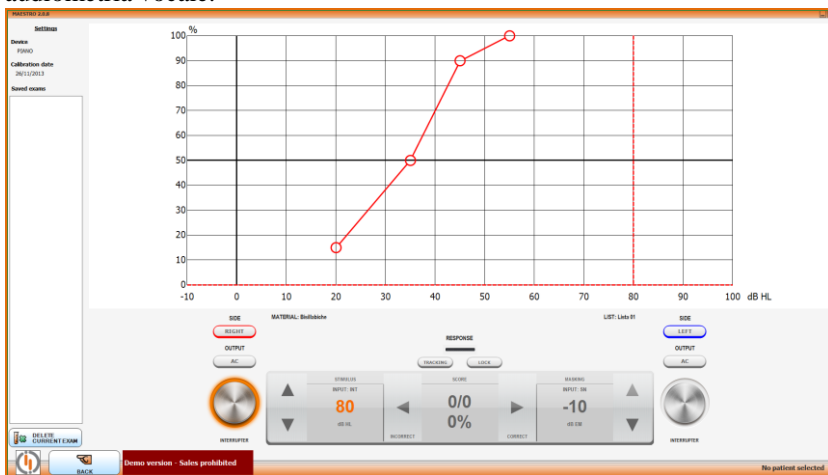 audiometria vocale.
MAESTRO 2.0.0
Settings
Device
PIANO
Calibration date
26/11/2013
Saved exams
%
100
90
80
70
60
50
40
30
20
10
0
-10 0 10 20 30 40 50 60 70 80 90 100 dB HL
SIDE MATERIAL: Bisillabiche LIST: Lista 01 SIDE
RIGHT LEFT
OUTPUT RESPONSE OUTPUT
AC TRACKING LOCK AC
STIMULUS SCORE MASKING
INPUT: INT INPUT: SN
80 0/0 -10
dB HL 0% dB EM
INCORRECT CORRECT
INTERRUPTER INTERRUPTER
DELETE
CURRENT EXAM
BACK
Demo version - Sales prohibited
No patient selected